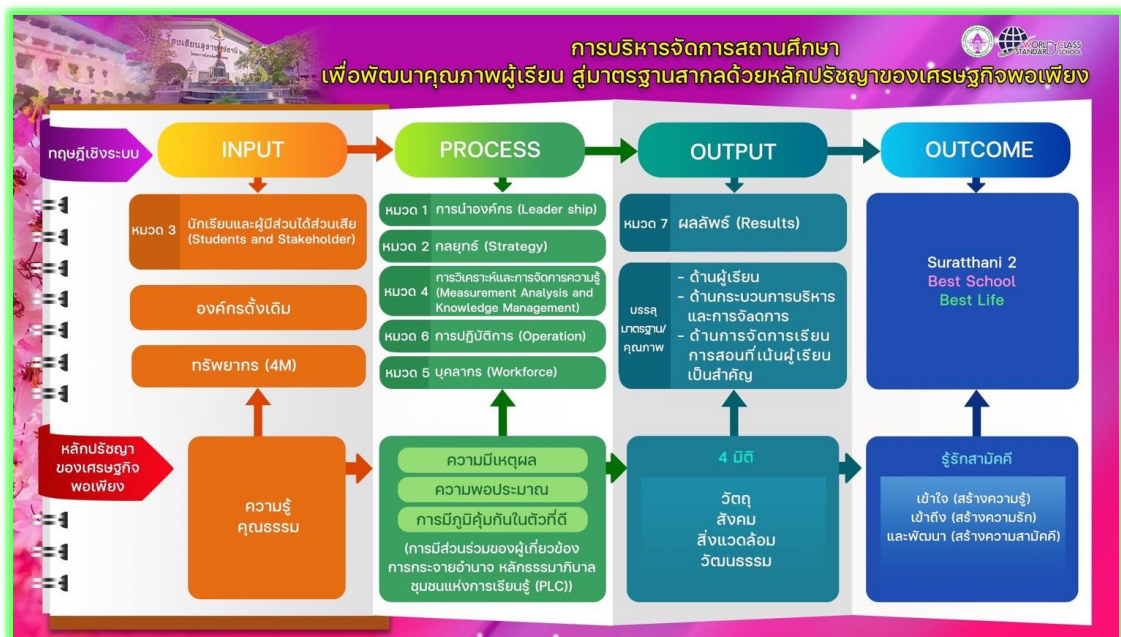 การบริหารจัดการสถานศึกษา
เพื่อพัฒนาคุณภาพผู้เรียน สู่มาตรฐานสากลด้วยหลักปรัชญาของเศรษฐกิจพอเพียง
WORLD CLASS
STANDARD SCHOOL
ทฤษฎีเชิงระบบ
INPUT
PROCESS
OUTPUT
OUTCOME
หมวด 3
นักเรียนและผู้มีส่วนได้ส่วนเสีย
(Students and Stakeholder)
องค์กรดั้งเดิม
ทรัพยากร (4M)
หมวด 1 การนำองค์กร (Leader ship)
หมวด 2 กลยุทธ์ (Strategy)
หมวด 4
การวิเคราะห์และการจัดการความรู้
(Measurement Analysis and
Knowledge Management)
หมวด 6 การปฏิบัติการ (Operation)
หมวด 5 บุคลากร (Workforce)
หมวด 7 ผลลัพธ์ (Results)
บรรลุ
มาตรฐาน/
คุณภาพ
- ด้านผู้เรียน
- ด้านกระบวนการบริหาร
และการจัดการ
- ด้านการจัดการเรียน
การสอนที่เน้นผู้เรียน
เป็นสำคัญ
Suratthani 2
Best School
Best Life
หลักปรัชญา
ของเศรษฐกิจ
พอเพียง
ความรู้
คุณธรรม
ความมีเหตุผล
ความพอประมาณ
การมีภูมิคุ้มกันในตัวที่ดี
(การมีส่วนร่วมของผู้เกี่ยวข้อง
การกระจายอำนาจ หลักธรรมาภิบาล
ชุมชนแห่งการเรียนรู้ (PLC))
4 มิติ
วัตถุ
สังคม
สิ่งแวดล้อม
วัฒนธรรม
รู้รักสามัคคี
เข้าใจ (สร้างความรู้)
เข้าถึง (สร้างความรัก)
และพัฒนา (สร้างความสามัคคี)